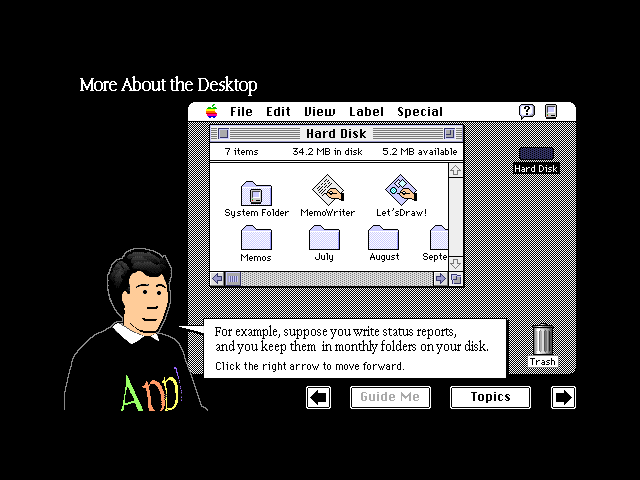 More About the Desktop
File Edit View Label Special
Hard Disk
7 items 34.2 MB in disk 5.2 MB available
Hard Disk
System Folder MemoWriter Let'sDraw!
Memos July August Septe
For example, suppose you write status reports,
and you keep them in monthly folders on your disk.
Click the right arrow to move forward.
Trash
Guide Me Topics